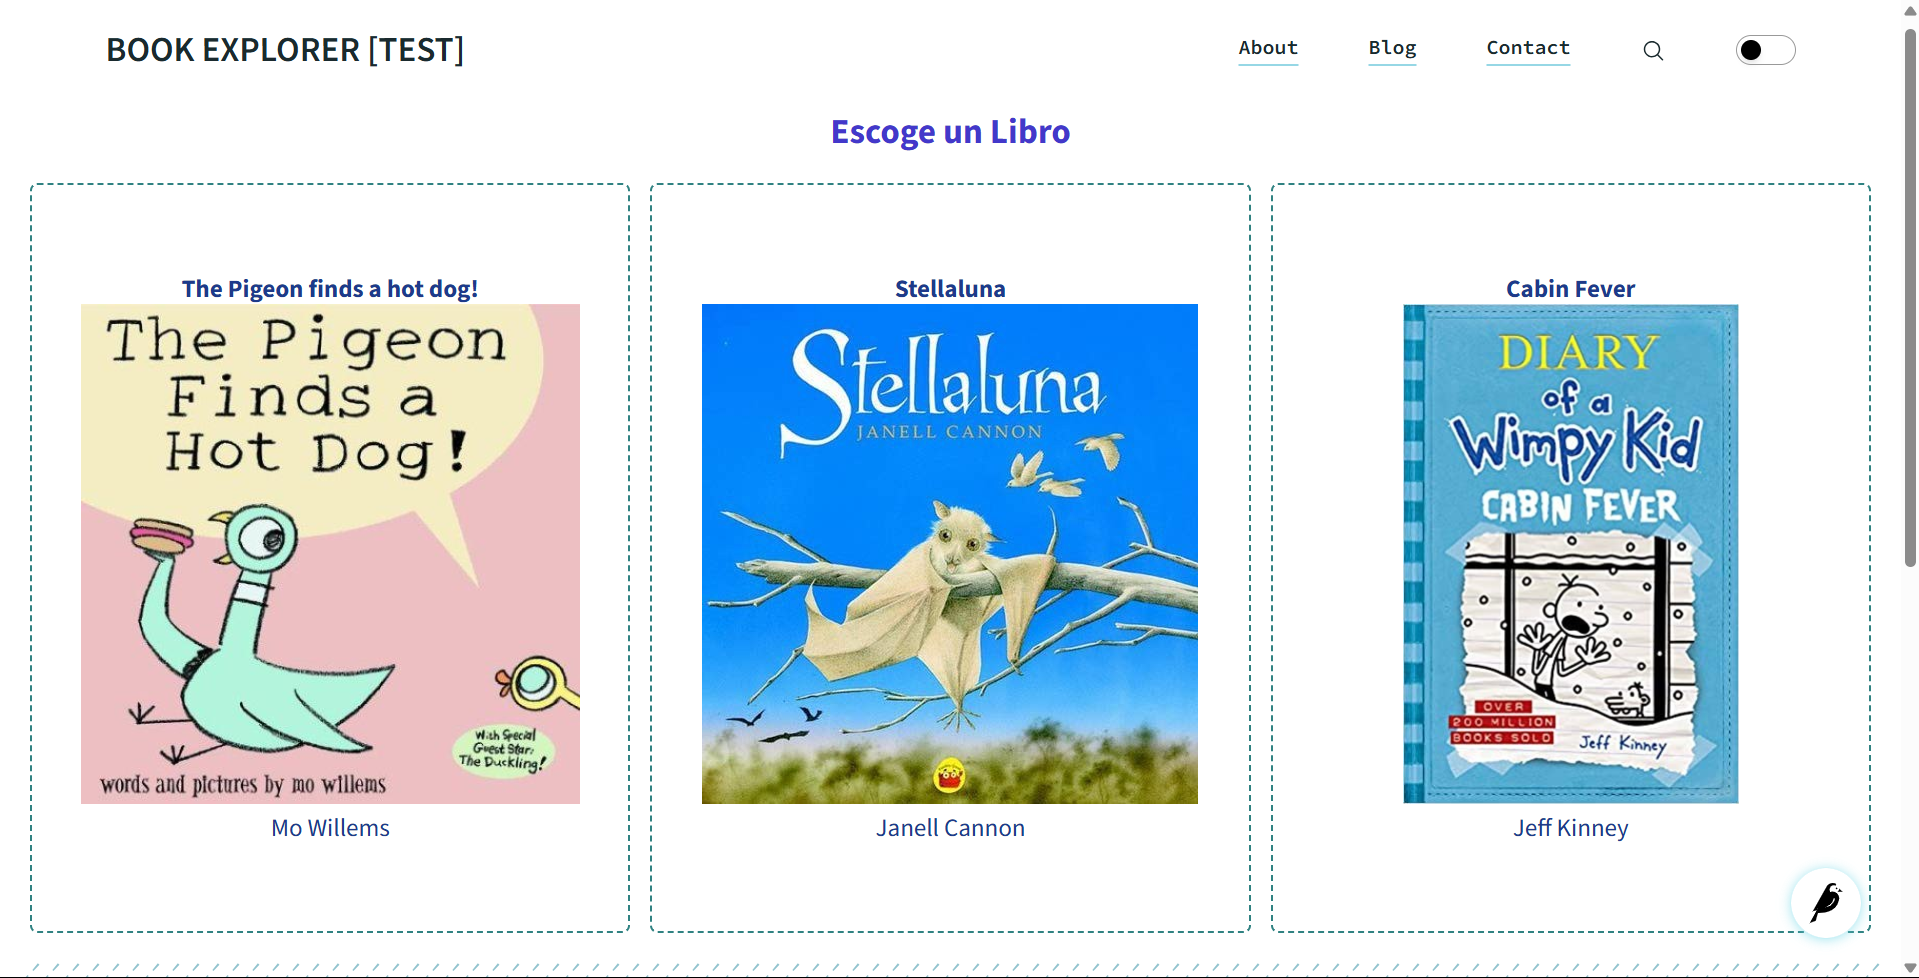 BOOK EXPLORER [TEST]
About
Blog
Contact
Escoge un Libro
The Pigeon finds a hot dog!
The Pigeon
Finds a
Hot Dog!
With Special
Guest Star:
The Duckling!
words and pictures by mo willems
Mo Willems
Stellaluna
Stellaluna
JANELL CANNON
Janell Cannon
Cabin Fever
DIARY
of a
Wimpy Kid
CABIN FEVER
OVER
200 MILLION
BOOKS SOLD
Jeff Kinney
Jeff Kinney